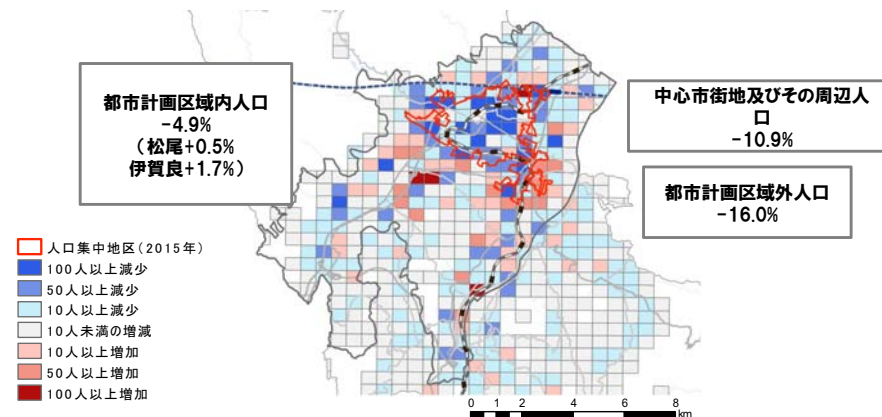 都市計画区域内人口
-4.9%
(松尾+0.5%
伊賀良+1.7%)
中心市街地及びその周辺人
口
-10.9%
都市計画区域外人口
-16.0%
人口集中地区(2015年)
100人以上減少
50人以上減少
10人以上減少
10人未満の増減
10人以上増加
50人以上増加
100人以上増加
0 1 2 4 6 8
km